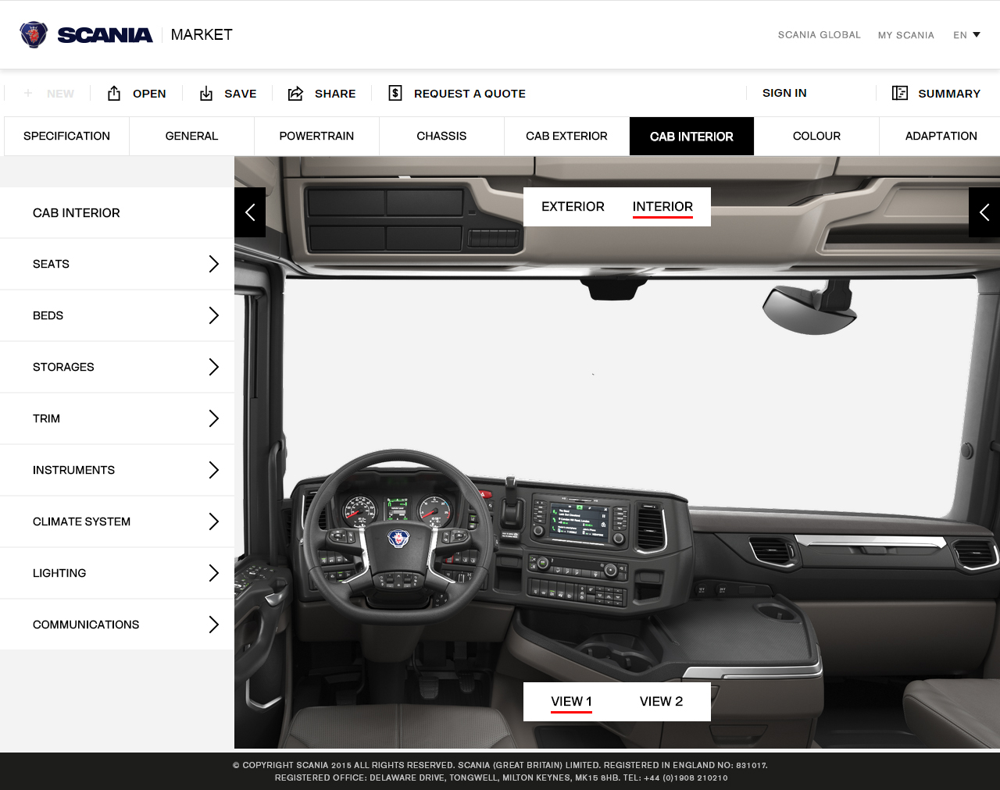 SCANIA MARKET
SCANIA GLOBAL MY SCANIA EN
+ NEW OPEN SAVE SHARE $ REQUEST A QUOTE SIGN IN SUMMARY
SPECIFICATION GENERAL POWERTRAIN CHASSIS CAB EXTERIOR CAB INTERIOR COLOUR ADAPTATION
EXTERIOR INTERIOR
CAB INTERIOR
SEATS
BEDS
STORAGES
TRIM
INSTRUMENTS
CLIMATE SYSTEM
LIGHTING
COMMUNICATIONS
VIEW 1 VIEW 2
© COPYRIGHT SCANIA 2015 ALL RIGHTS RESERVED. SCANIA (GREAT BRITAIN) LIMITED. REGISTERED IN ENGLAND NO: 831017.
REGISTERED OFFICE: DELAWARE DRIVE, TONGWELL, MILTON KEYNES, MK15 8HB. TEL: +44 (0)1908 210210